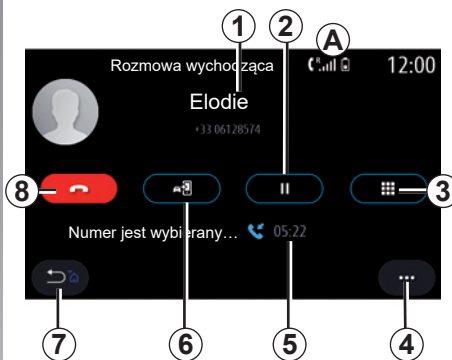 1
2
A
Rozmowa wychodząca R 12:00
Elodie
+33 06128574
8
3
Numer jest wybierany... 05:22
7
6
5
4